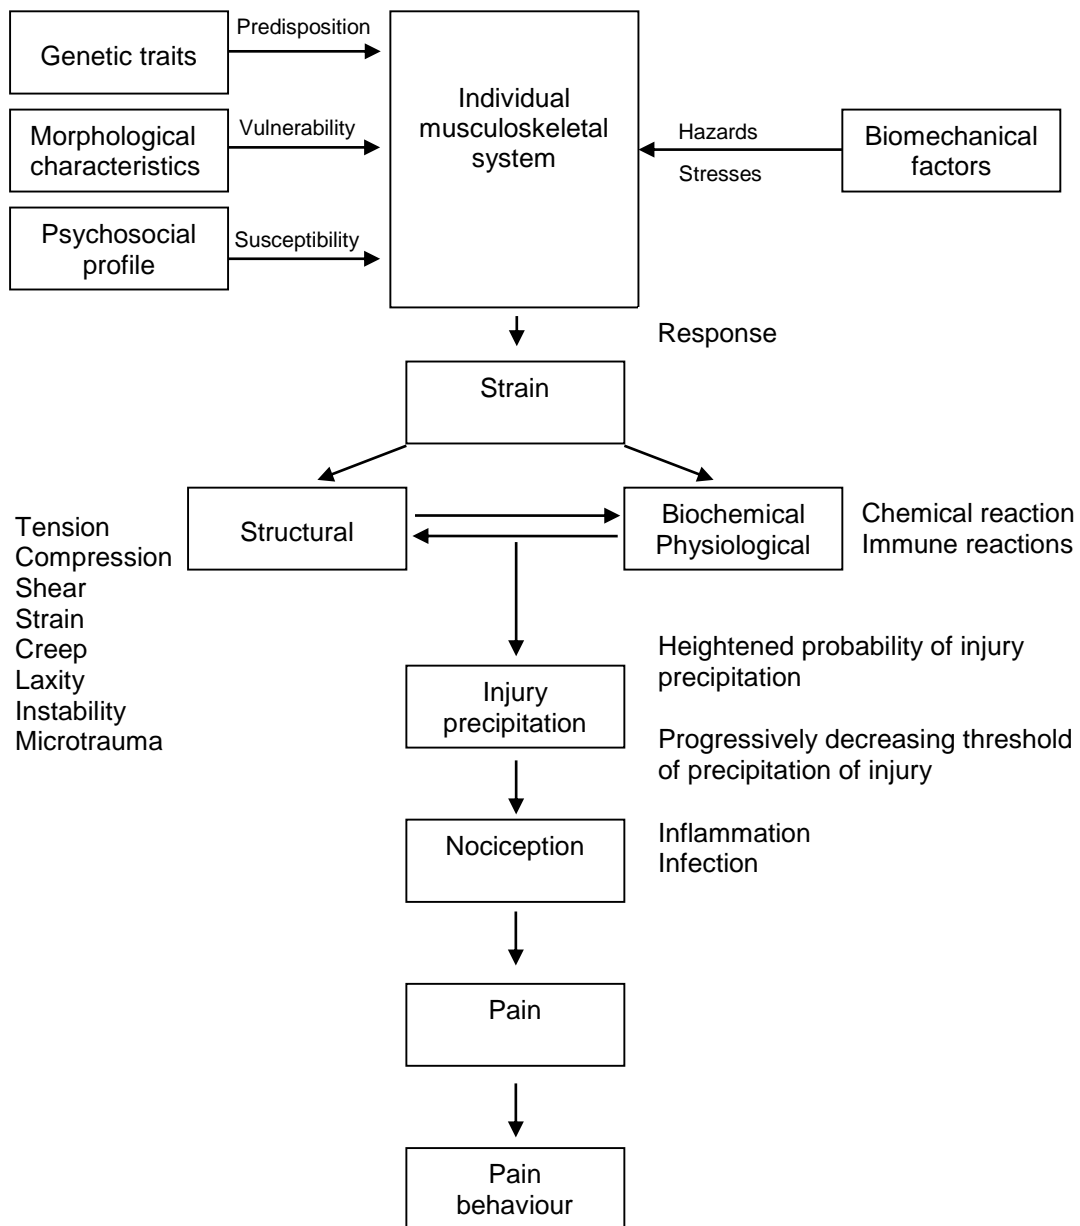 Genetic traits
Predisposition
Morphological
characteristics
Vulnerability
Psychosocial
profile
Susceptibility
Individual
musculoskeletal
system
Hazards
Stresses
Biomechanical
factors
Response
Strain
Structural
Biochemical
Physiological
Tension
Compression
Shear
Strain
Creep
Laxity
Instability
Microtrauma
Chemical reaction
Immune reactions
Injury
precipitation
Heightened probability of injury
precipitation
Progressively decreasing threshold
of precipitation of injury
Nociception
Inflammation
Infection
Pain
Pain
behaviour